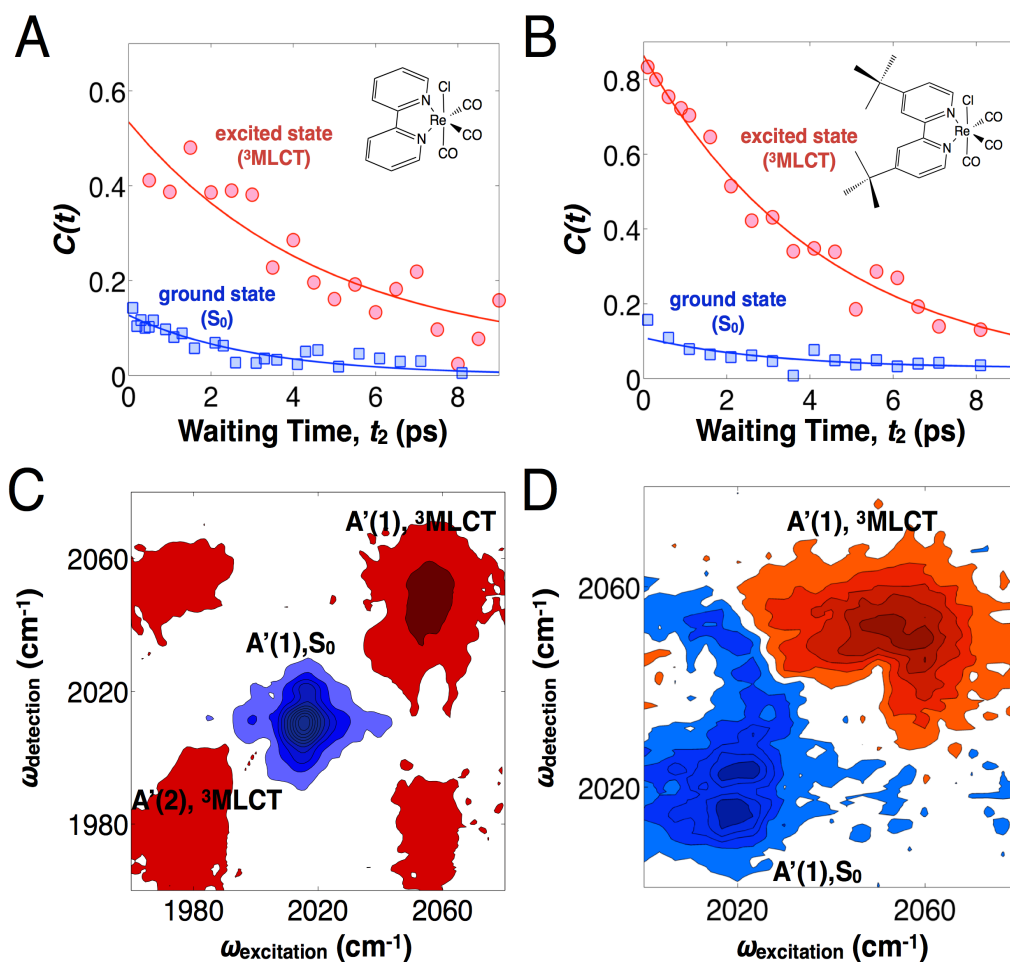 A
0.6
0.4
0.2
0
C(t)
excited state
(³MLCT)
ground state
(S₀)
Cl
N
Re
N
CO
CO
CO
0
2
4
6
8
Waiting Time, t₂ (ps)
B
0.8
0.6
0.4
0.2
0
C(t)
excited state
(³MLCT)
ground state
(S₀)
Cl
N
Re
N
CO
CO
CO
0
2
4
6
8
Waiting Time, t₂ (ps)
C
A’(1), ³MLCT
A’(1),S₀
A’(2), ³MLCT
2060
2020
1980
ωdetection (cm⁻¹)
1980
2020
2060
ωexcitation (cm⁻¹)
D
A’(1), ³MLCT
A’(1),S₀
2060
2020
ωdetection (cm⁻¹)
2020
2060
ωexcitation (cm⁻¹)